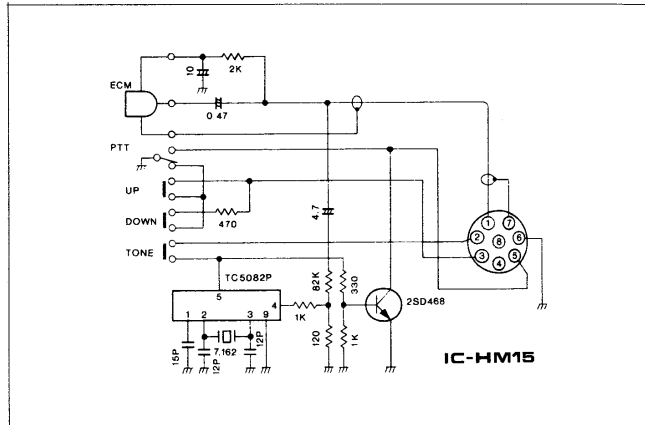 10
2K
ECM
0 47
PTT
UP
DOWN
470
4.7
TONE
1
7
2
8
6
3
4
5
TC5082P
5
82K
330
2SD468
4
1K
1 2 3 9
7.162
15P
12P
12P
120
1K
IC-HM15